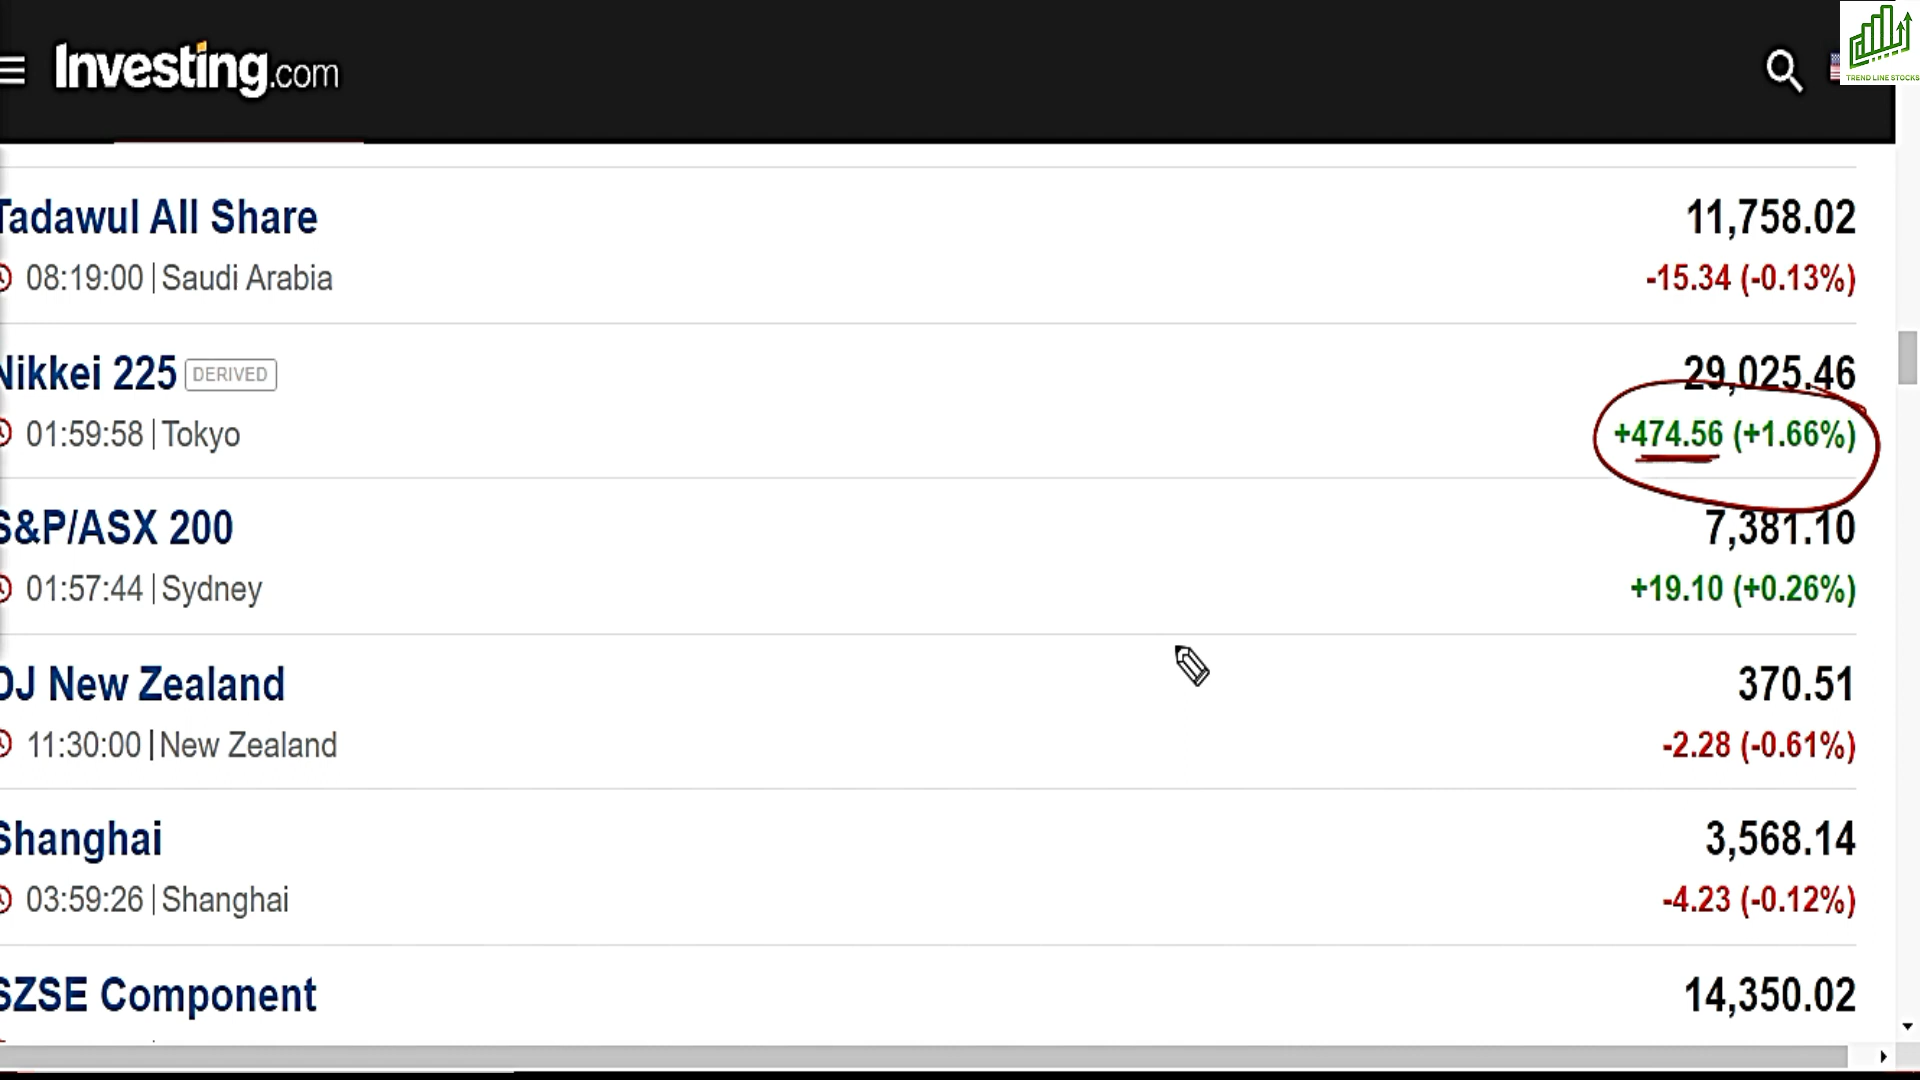 Investing.com
TREND LINE STOCKS
Tadawul All Share
11,758.02
08:19:00 | Saudi Arabia
-15.34 (-0.13%)
Nikkei 225 DERIVED
29,025.46
01:59:58 | Tokyo
+474.56 (+1.66%)
S&P/ASX 200
7,381.10
01:57:44 | Sydney
+19.10 (+0.26%)
DJ New Zealand
370.51
11:30:00 | New Zealand
-2.28 (-0.61%)
Shanghai
3,568.14
03:59:26 | Shanghai
-4.23 (-0.12%)
SZSE Component
14,350.02